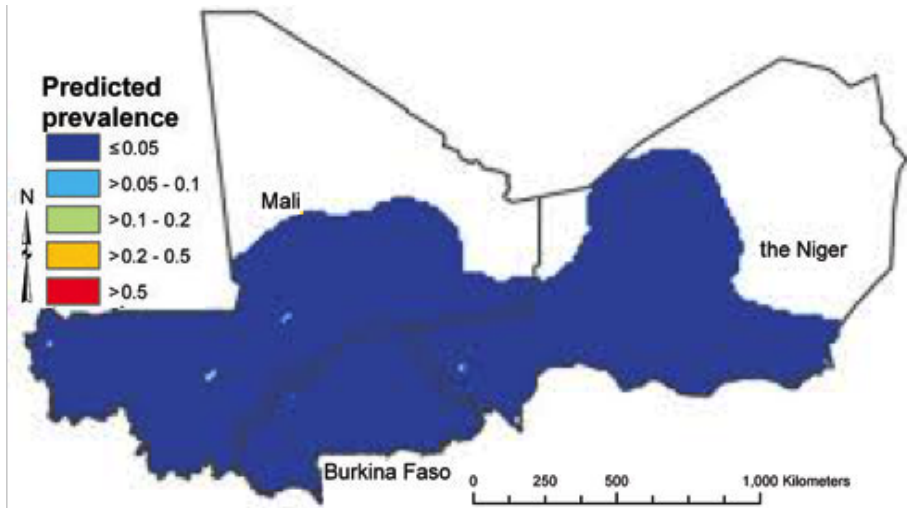 Predicted
prevalence
≤0.05
>0.05 - 0.1
>0.1 - 0.2
>0.2 - 0.5
>0.5
N
Mali
the Niger
Burkina Faso
0 250 500 1,000 Kilometers